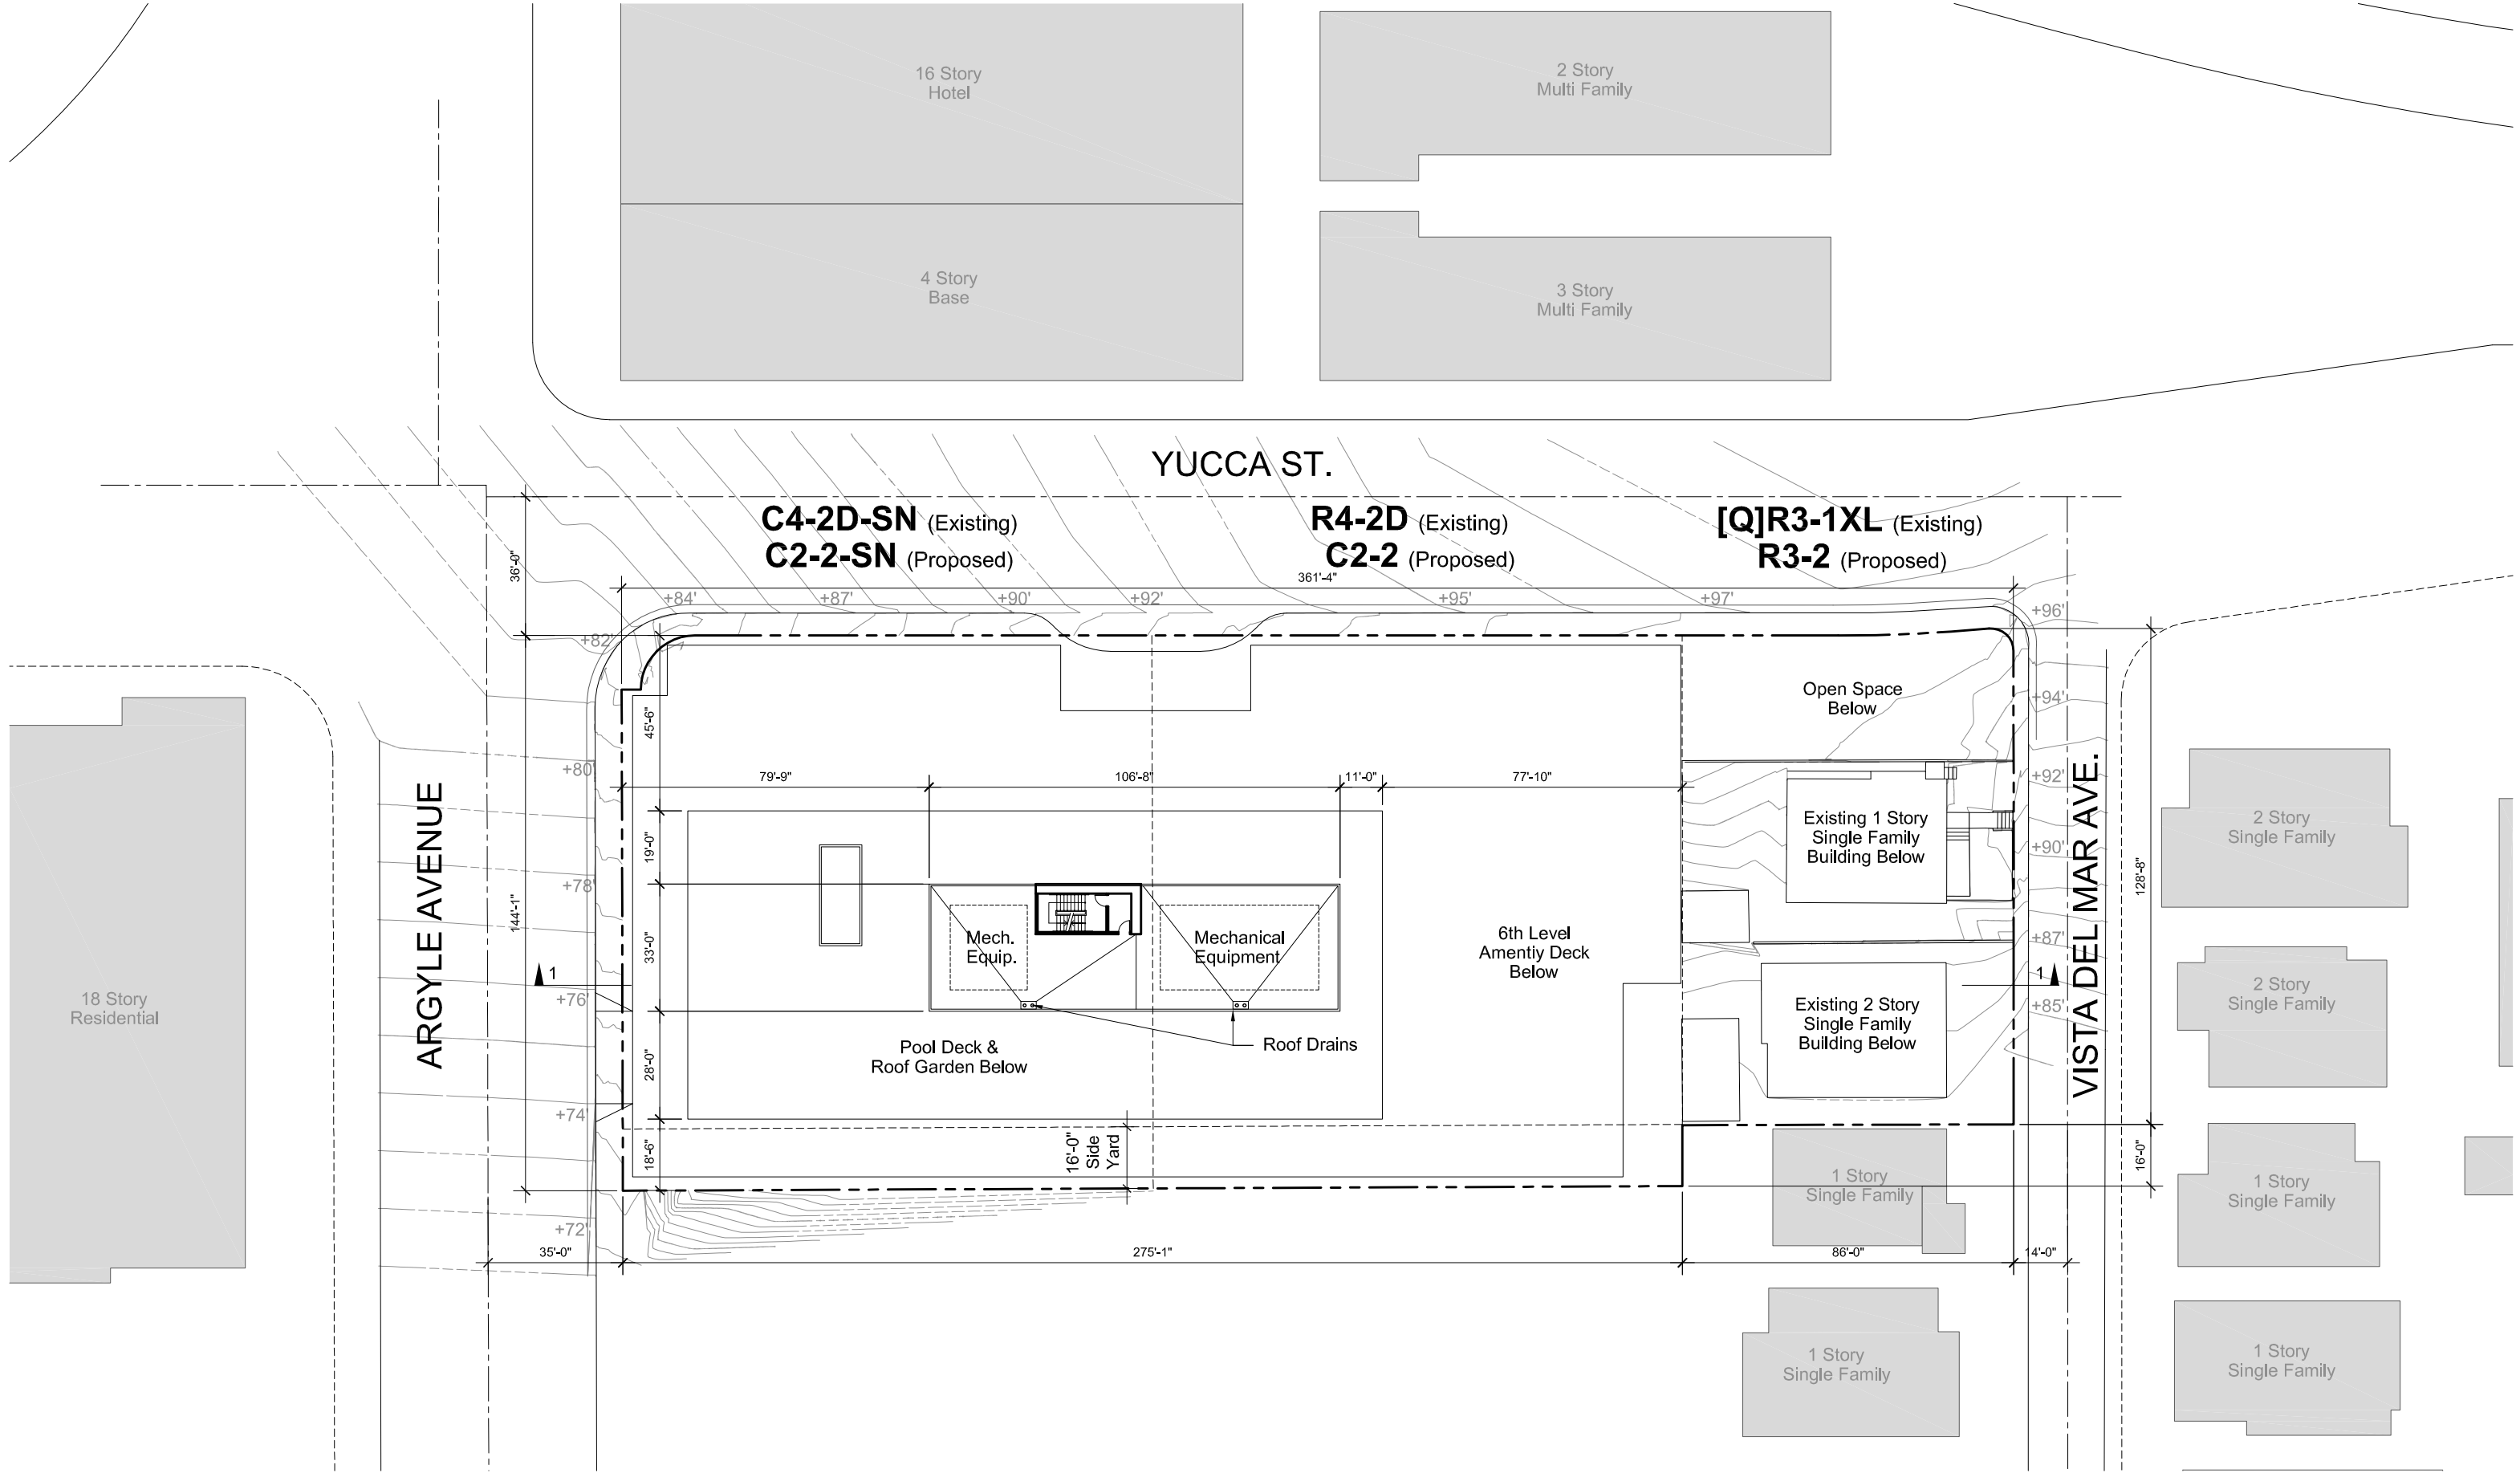 16 Story
Hotel
2 Story
Multi Family
4 Story
Base
3 Story
Multi Family
YUCCA ST.
C4-2D-SN (Existing)
C2-2-SN (Proposed)
R4-2D (Existing)
C2-2 (Proposed)
[Q]R3-1XL (Existing)
R3-2 (Proposed)
36'-0"
361'-4"
+84'
+87'
+90'
+92'
+95'
+97'
+96'
+82'
45'-6"
Open Space
Below
+94'
+80'
79'-9"
106'-8"
11'-0"
77'-10"
+92'
128'-8"
ARGYLE AVENUE
VISTA DEL MAR AVE.
Existing 1 Story
Single Family
Building Below
2 Story
Single Family
19'-0"
+90'
+78'
144'-1"
33'-0"
Mech.
Equip.
Mechanical
Equipment
6th Level
Amentiy Deck
Below
+87'
1
1
18 Story
Residential
+76'
2 Story
Single Family
Existing 2 Story
Single Family
Building Below
+85'
Pool Deck &
Roof Garden Below
Roof Drains
28'-0"
+74'
16'-0"
Side
Yard
18'-6"
16'-0"
1 Story
Single Family
1 Story
Single Family
+72'
35'-0"
275'-1"
86'-0"
14'-0"
1 Story
Single Family
1 Story
Single Family